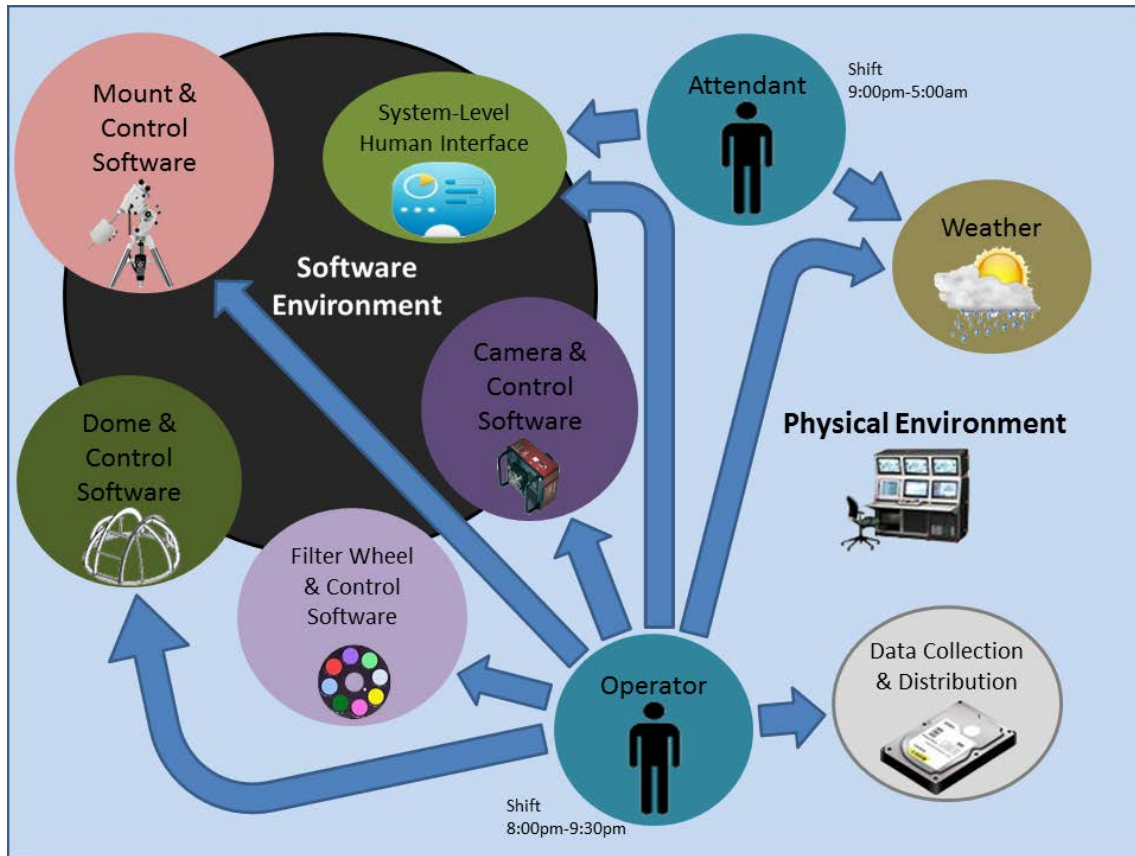 Mount &
Control
Software
System-Level
Human Interface
Attendant
Shift
9:00pm-5:00am
Weather
Software
Environment
Camera &
Control
Software
Physical Environment
Dome &
Control
Software
Filter Wheel
& Control
Software
Operator
Data Collection
& Distribution
Shift
8:00pm-9:30pm